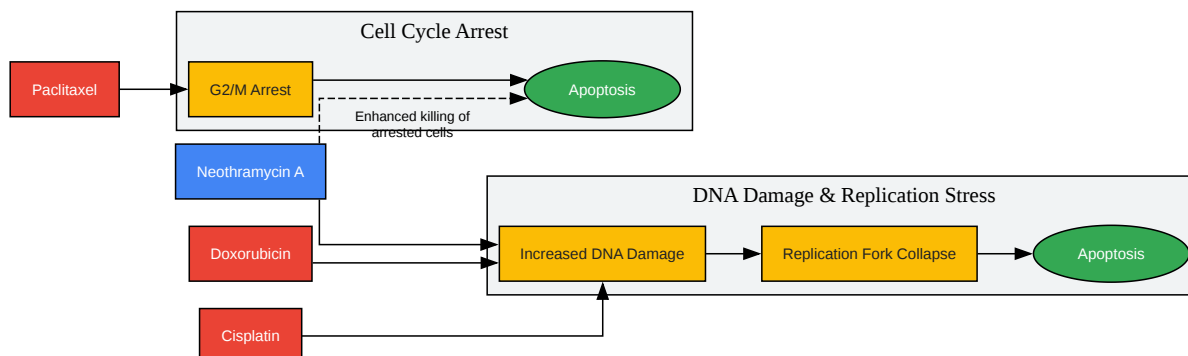 Cell Cycle Arrest
Paclitaxel
G2/M Arrest
Apoptosis
Enhanced killing of
arrested cells
Neothramycin A
DNA Damage & Replication Stress
Doxorubicin
Increased DNA Damage
Replication Fork Collapse
Apoptosis
Cisplatin